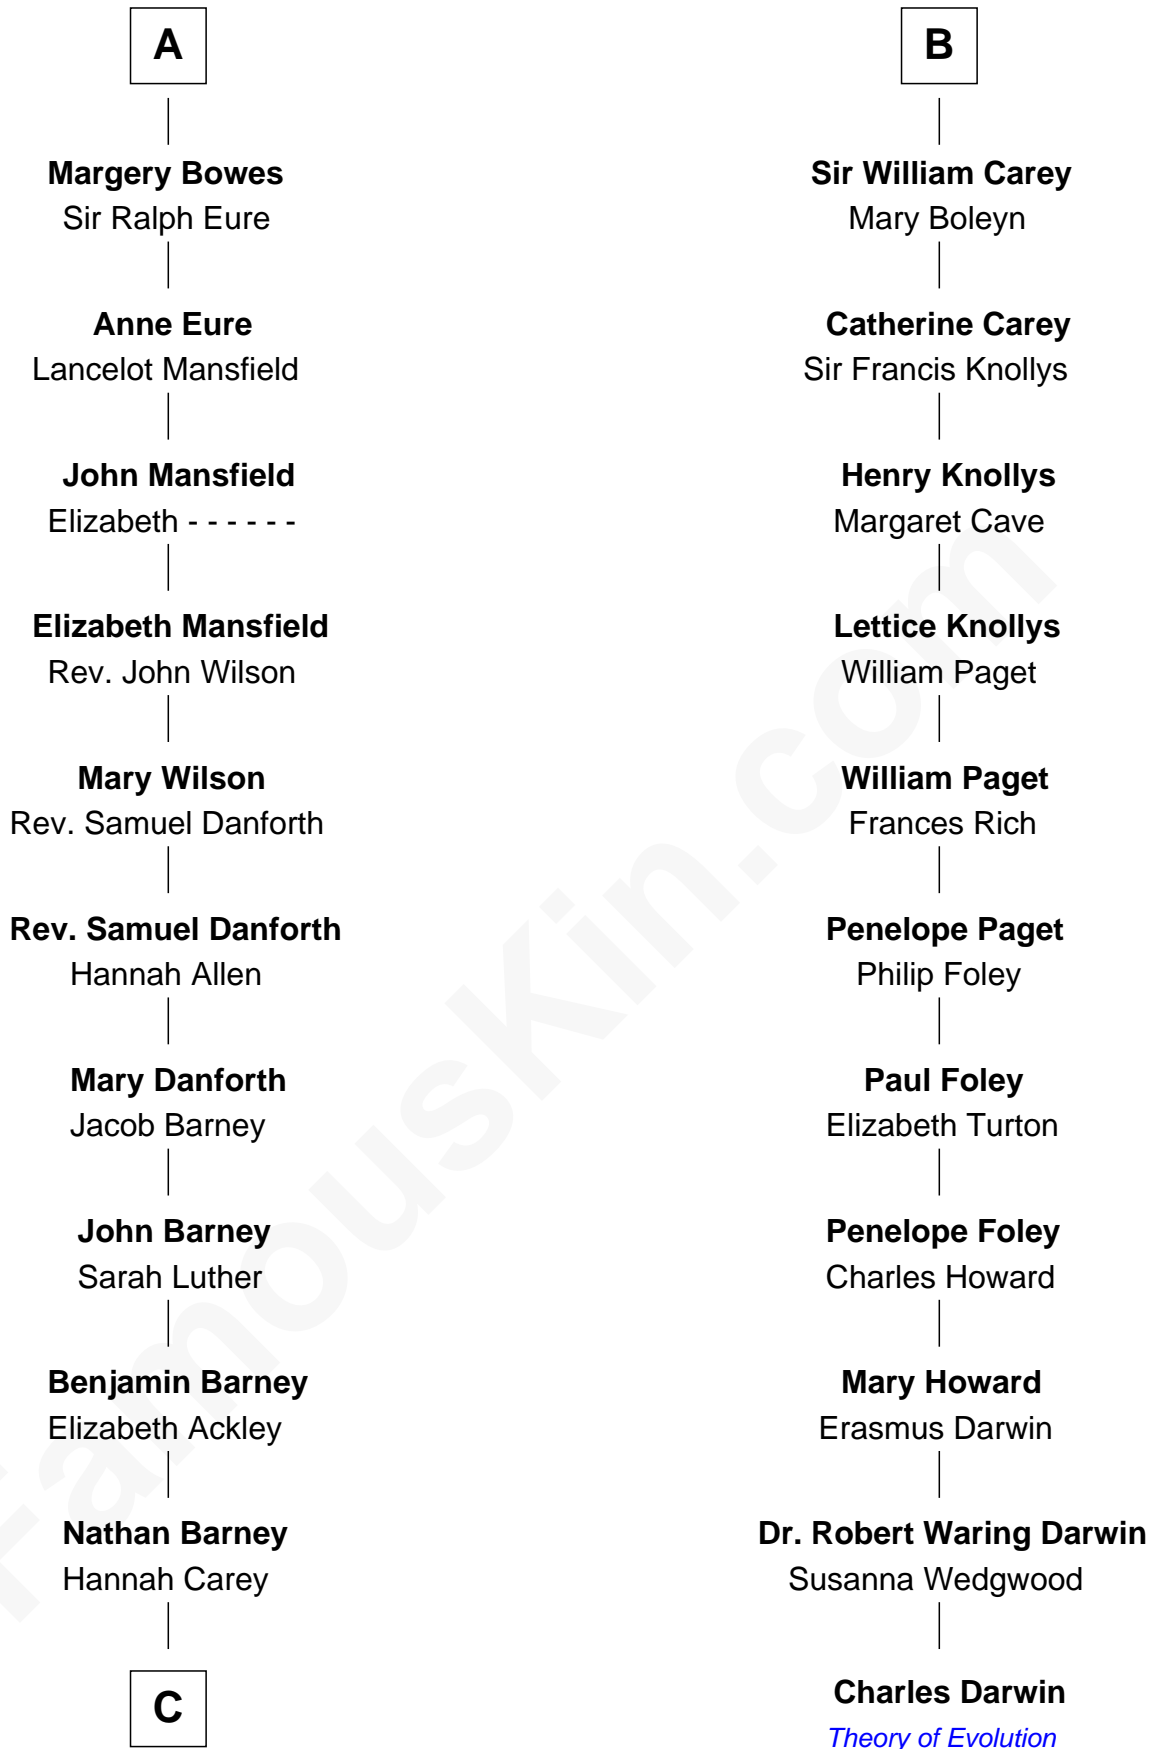 A
Margery Bowes
Sir Ralph Eure
Anne Eure
Lancelot Mansfield
John Mansfield
Elizabeth - - - - - -
Elizabeth Mansfield
Rev. John Wilson
Mary Wilson
Rev. Samuel Danforth
Rev. Samuel Danforth
Hannah Allen
Mary Danforth
Jacob Barney
John Barney
Sarah Luther
Benjamin Barney
Elizabeth Ackley
Nathan Barney
Hannah Carey
C
B
Sir William Carey
Mary Boleyn
Catherine Carey
Sir Francis Knollys
Henry Knollys
Margaret Cave
Lettice Knollys
William Paget
William Paget
Frances Rich
Penelope Paget
Philip Foley
Paul Foley
Elizabeth Turton
Penelope Foley
Charles Howard
Mary Howard
Erasmus Darwin
Dr. Robert Waring Darwin
Susanna Wedgwood
Charles Darwin
Theory of Evolution
FamousKin.com